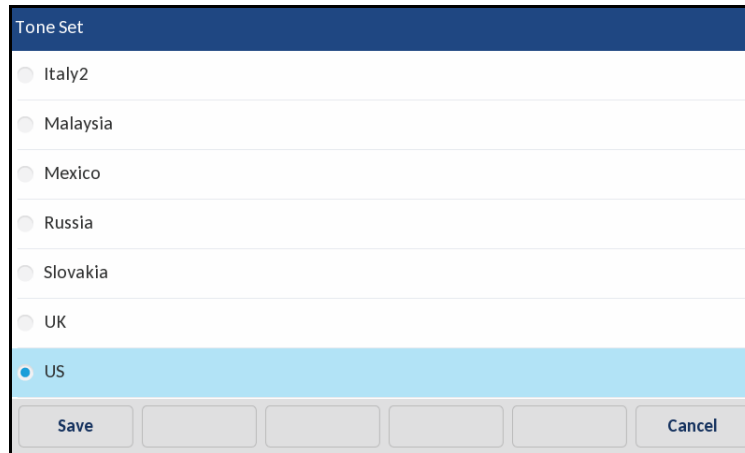 Tone Set
Italy2
Malaysia
Mexico
Russia
Slovakia
UK
US
Save Cancel